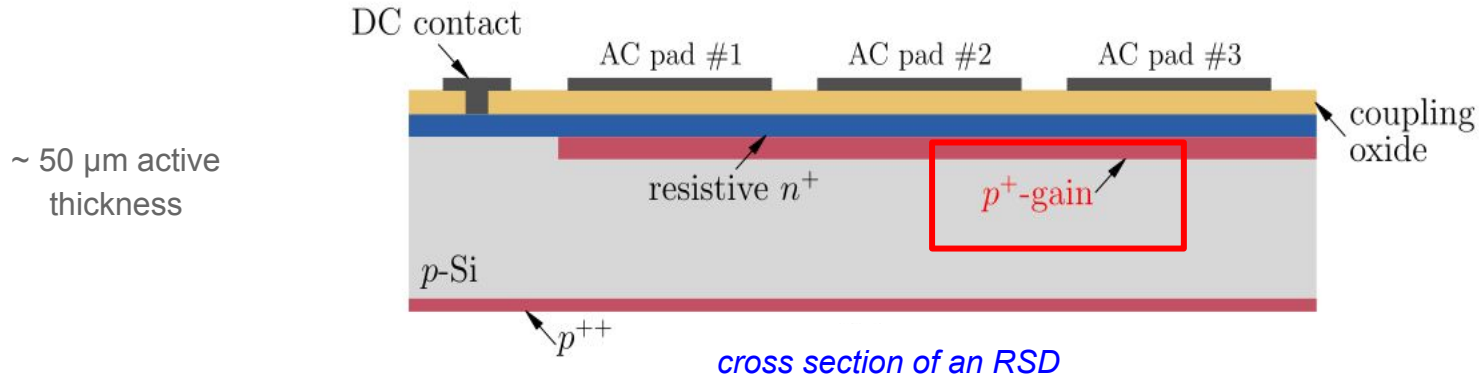 DC contact
AC pad #1
AC pad #2
AC pad #3
~ 50 µm active
thickness
coupling
oxide
resistive n⁺
p⁺-gain
p-Si
p⁺⁺
cross section of an RSD